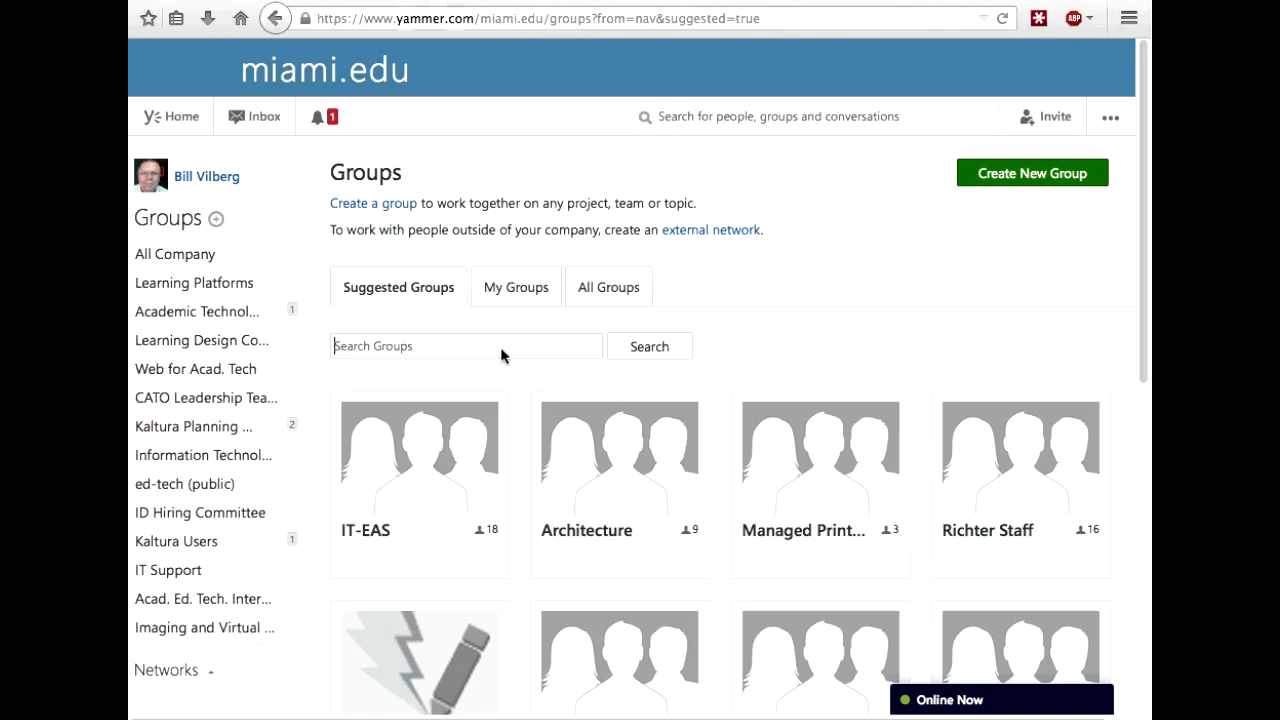 https://www.yammer.com/miami.edu/groups?from=nav&suggested=true
ABP
miami.edu
Home
Inbox
1
Search for people, groups and conversations
Invite
Bill Vilberg
Groups
All Company
Learning Platforms
Academic Technol... 1
Learning Design Co...
Web for Acad. Tech
CATO Leadership Tea...
Kaltura Planning ... 2
Information Technol...
ed-tech (public)
ID Hiring Committee
Kaltura Users 1
IT Support
Acad. Ed. Tech. Inter...
Imaging and Virtual ...
Networks
Groups
Create New Group
Create a group to work together on any project, team or topic.
To work with people outside of your company, create an external network.
Suggested Groups
My Groups
All Groups
Search Groups
Search
IT-EAS 18
Architecture 9
Managed Print... 3
Richter Staff 16
Online Now